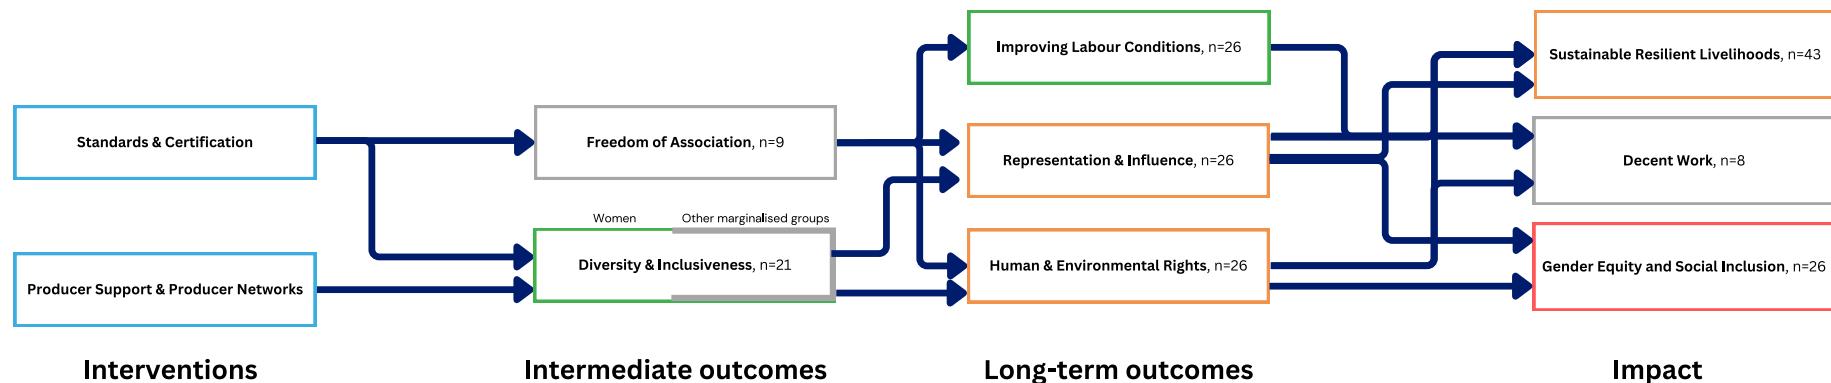 Standards & Certification
Producer Support & Producer Networks
Interventions
Freedom of Association, n=9
Women
Other marginalised groups
Diversity & Inclusiveness, n=21
Intermediate outcomes
Improving Labour Conditions, n=26
Representation & Influence, n=26
Human & Environmental Rights, n=26
Long-term outcomes
Sustainable Resilient Livelihoods, n=43
Decent Work, n=8
Gender Equity and Social Inclusion, n=26
Impact